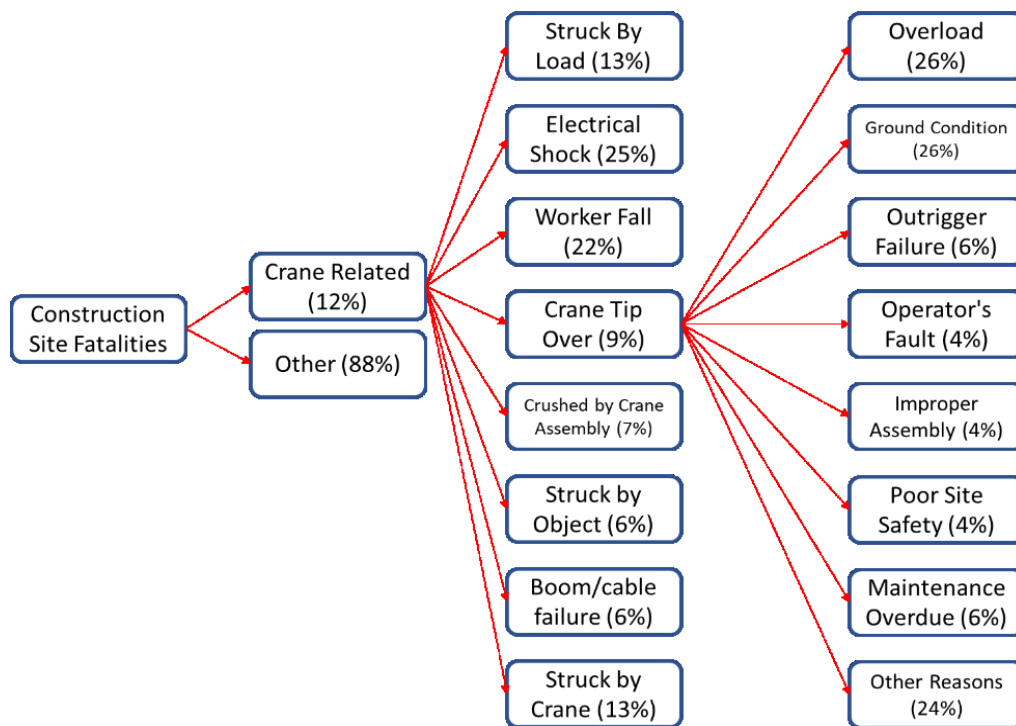 Construction
Site Fatalities
Crane Related
(12%)
Other (88%)
Struck By
Load (13%)
Electrical
Shock (25%)
Worker Fall
(22%)
Crane Tip
Over (9%)
Crushed by Crane
Assembly (7%)
Struck by
Object (6%)
Boom/cable
failure (6%)
Struck by
Crane (13%)
Overload
(26%)
Ground Condition
(26%)
Outrigger
Failure (6%)
Operator's
Fault (4%)
Improper
Assembly (4%)
Poor Site
Safety (4%)
Maintenance
Overdue (6%)
Other Reasons
(24%)